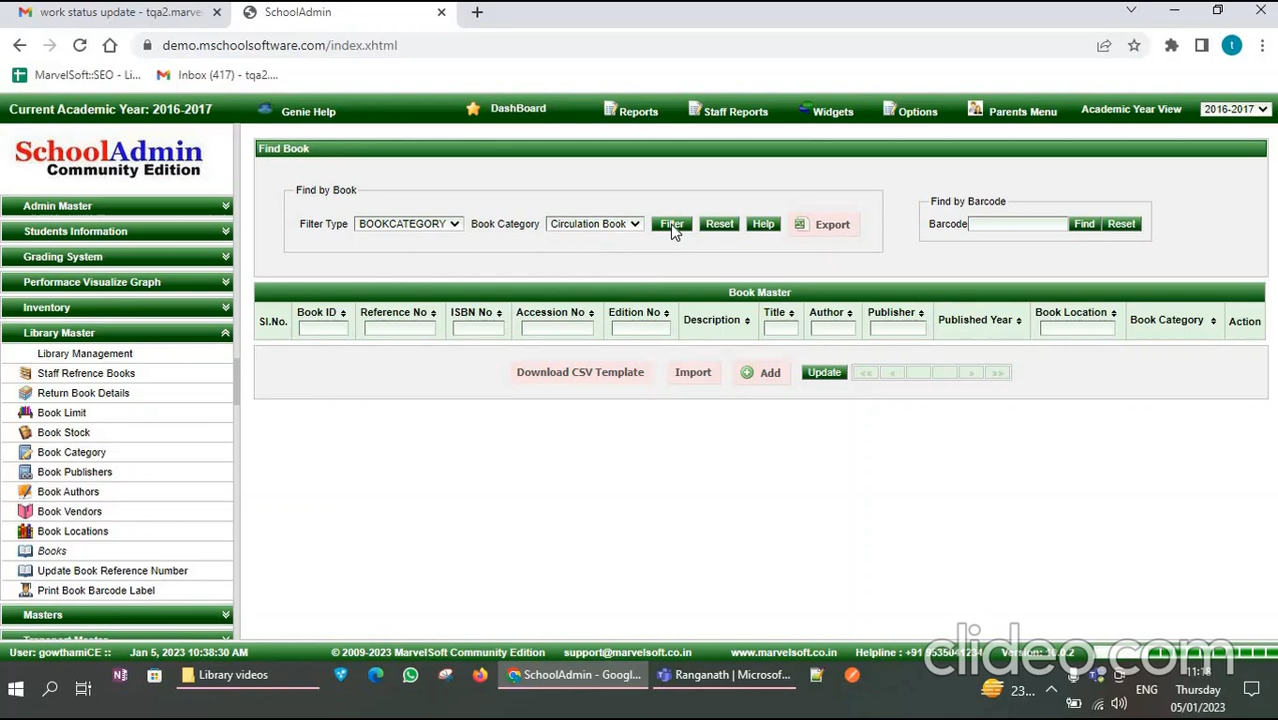 work status update - tqa2.marve
SchoolAdmin
demo.mschoolsoftware.com/index.xhtml
t
MarvelSoft::SEO - Li...
Inbox (417) - tqa2....
Current Academic Year: 2016-2017
Genie Help
DashBoard
Reports
Staff Reports
Widgets
Options
Parents Menu
Academic Year View
2016-2017
SchoolAdmin
Community Edition
Find Book
Find by Book
Find by Barcode
Filter Type
BOOKCATEGORY
Book Category
Circulation Book
Filter
Reset
Help
Export
Barcode
Find
Reset
Admin Master
Students Information
Grading System
Performace Visualize Graph
Inventory
Library Master
Library Management
Staff Refrence Books
Return Book Details
Book Limit
Book Stock
Book Category
Book Publishers
Book Authors
Book Vendors
Book Locations
Books
Update Book Reference Number
Print Book Barcode Label
Masters
Book Master
Sl.No.
Book ID
Reference No
ISBN No
Accession No
Edition No
Description
Title
Author
Publisher
Published Year
Book Location
Book Category
Action
Download CSV Template
Import
Add
Update
<< < > >>
User: gowthamiCE ::
Jan 5, 2023 10:38:30 AM
© 2009-2023 MarvelSoft Community Edition
support@marvelsoft.co.in
www.marvelsoft.co.in
Helpline : +91 9535041234
Version: 10.0.2
clideo.com
Library videos
SchoolAdmin - Googl...
Ranganath | Microsof...
23...
ENG
11:18
Thursday
05/01/2023